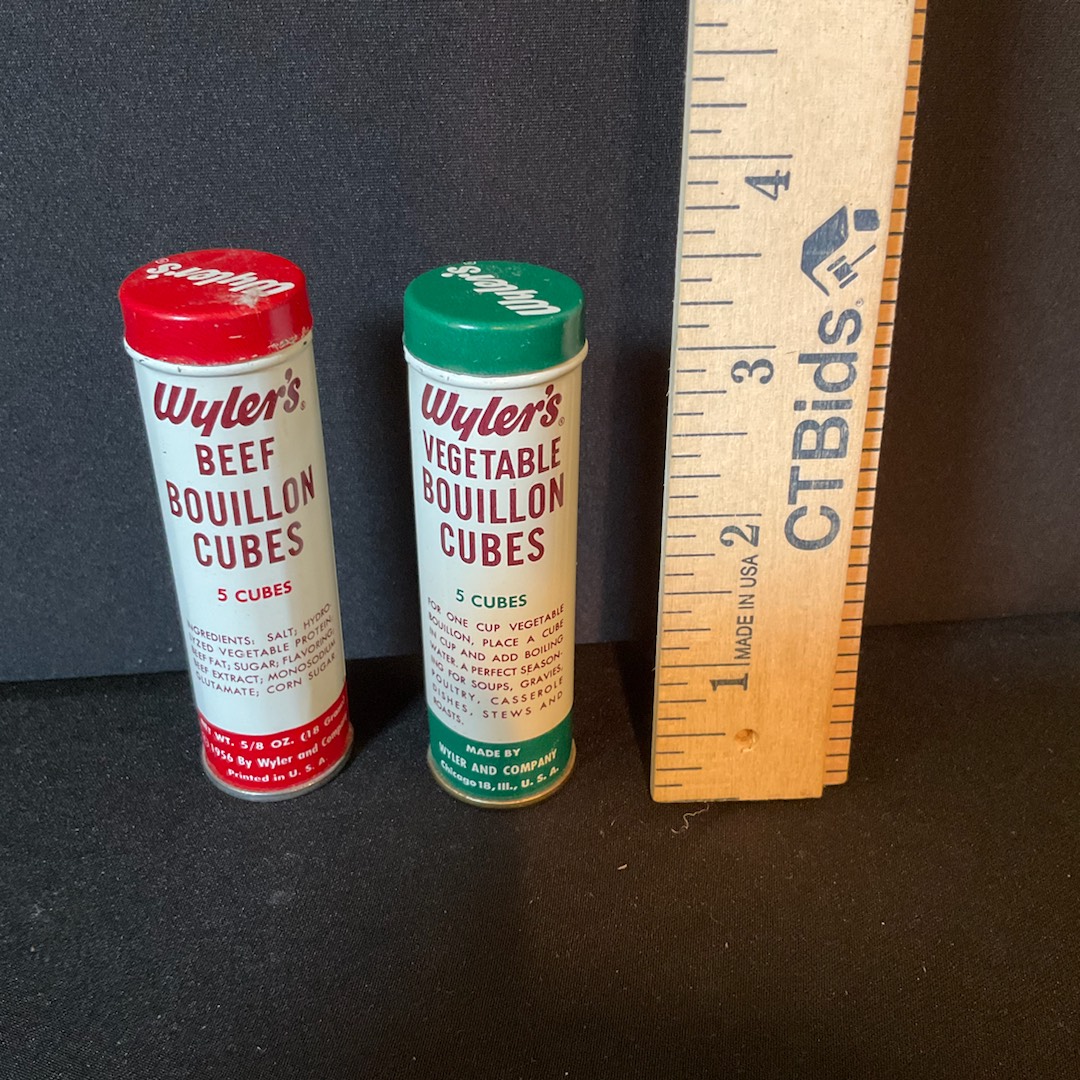 Wyler's®
Wyler's®
BEEF
BOUILLON
CUBES
5 CUBES
INGREDIENTS: SALT; HYDRO-
LYZED VEGETABLE PROTEIN;
BEEF FAT; SUGAR; FLAVORING;
BEEF EXTRACT; MONOSODIUM
GLUTAMATE; CORN SUGAR
WT. 5/8 OZ. (18 Gram
1956 By Wyler and Comp
Printed in U. S. A.
Wyler's®
Wyler's®
VEGETABLE
BOUILLON
CUBES
5 CUBES
FOR ONE CUP VEGETABLE
BOUILLON, PLACE A CUBE
IN CUP AND ADD BOILING
WATER. A PERFECT SEASON-
ING FOR SOUPS, GRAVIES,
POULTRY, CASSEROLE
DISHES, STEWS AND
ROASTS.
MADE BY
WYLER AND COMPANY
Chicago 18, Ill., U. S. A.
1 MADE IN USA 2 3 4
CTBids®